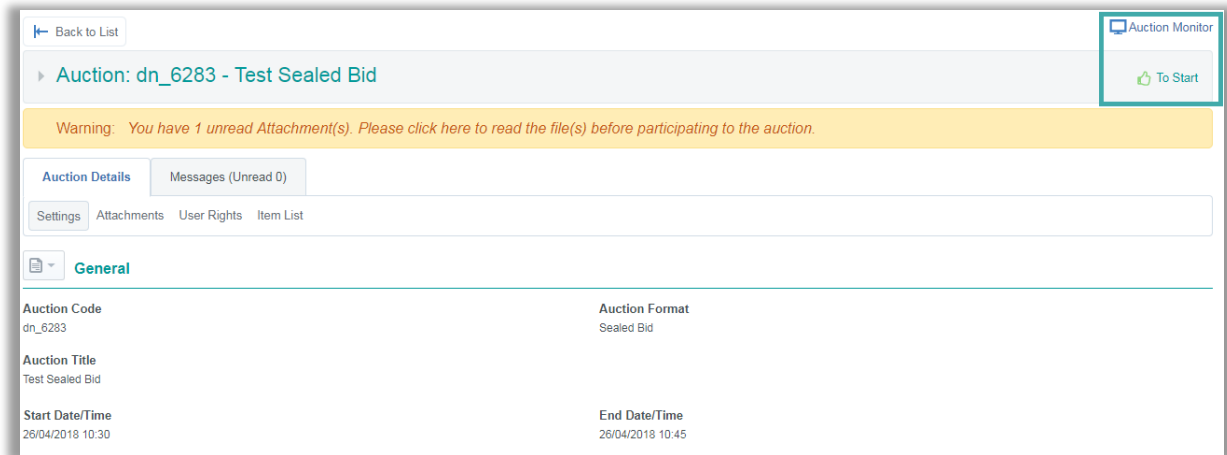 Back to List
Auction Monitor
Auction: dn_6283 - Test Sealed Bid
To Start
Warning: You have 1 unread Attachment(s). Please click here to read the file(s) before participating to the auction.
Auction Details Messages (Unread 0)
Settings Attachments User Rights Item List
General
Auction Code Auction Format
dn_6283 Sealed Bid
Auction Title
Test Sealed Bid
Start Date/Time End Date/Time
26/04/2018 10:30 26/04/2018 10:45